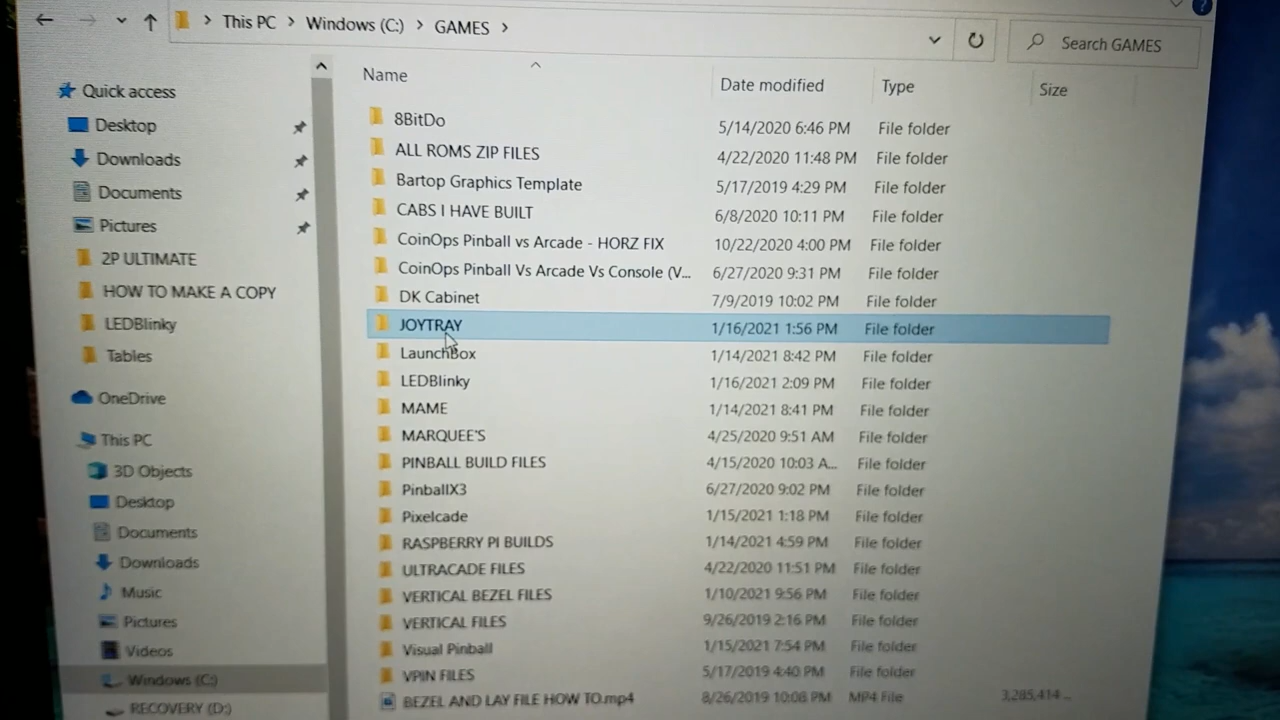 This PC > Windows (C:) > GAMES >
Search GAMES
Name Date modified Type Size
Quick access
Desktop
Downloads
Documents
Pictures
2P ULTIMATE
HOW TO MAKE A COPY
LEDBlinky
Tables
OneDrive
This PC
3D Objects
Desktop
Documents
Downloads
Music
Pictures
Videos
Windows (C:)
RECOVERY (D:)
8BitDo 5/14/2020 6:46 PM File folder
ALL ROMS ZIP FILES 4/22/2020 11:48 PM File folder
Bartop Graphics Template 5/17/2019 4:29 PM File folder
CABS I HAVE BUILT 6/8/2020 10:11 PM File folder
CoinOps Pinball vs Arcade - HORZ FIX 10/22/2020 4:00 PM File folder
CoinOps Pinball Vs Arcade Vs Console (V... 6/27/2020 9:31 PM File folder
DK Cabinet 7/9/2019 10:02 PM File folder
JOYTRAY 1/16/2021 1:56 PM File folder
LaunchBox 1/14/2021 8:42 PM File folder
LEDBlinky 1/16/2021 2:09 PM File folder
MAME 1/14/2021 8:41 PM File folder
MARQUEE'S 4/25/2020 9:51 AM File folder
PINBALL BUILD FILES 4/15/2020 10:03 A... File folder
PinballX3 6/27/2020 9:02 PM File folder
Pixelcade 1/15/2021 1:18 PM File folder
RASPBERRY PI BUILDS 1/14/2021 4:59 PM File folder
ULTRACADE FILES 4/22/2020 11:51 PM File folder
VERTICAL BEZEL FILES 1/10/2021 9:56 PM File folder
VERTICAL FILES 9/26/2019 2:16 PM File folder
Visual Pinball 1/15/2021 7:54 PM File folder
VPIN FILES 5/17/2019 4:40 PM File folder
BEZEL AND LAY FILE HOW TO.mp4 8/26/2019 10:08 PM MP4 File 3,285,414 ...